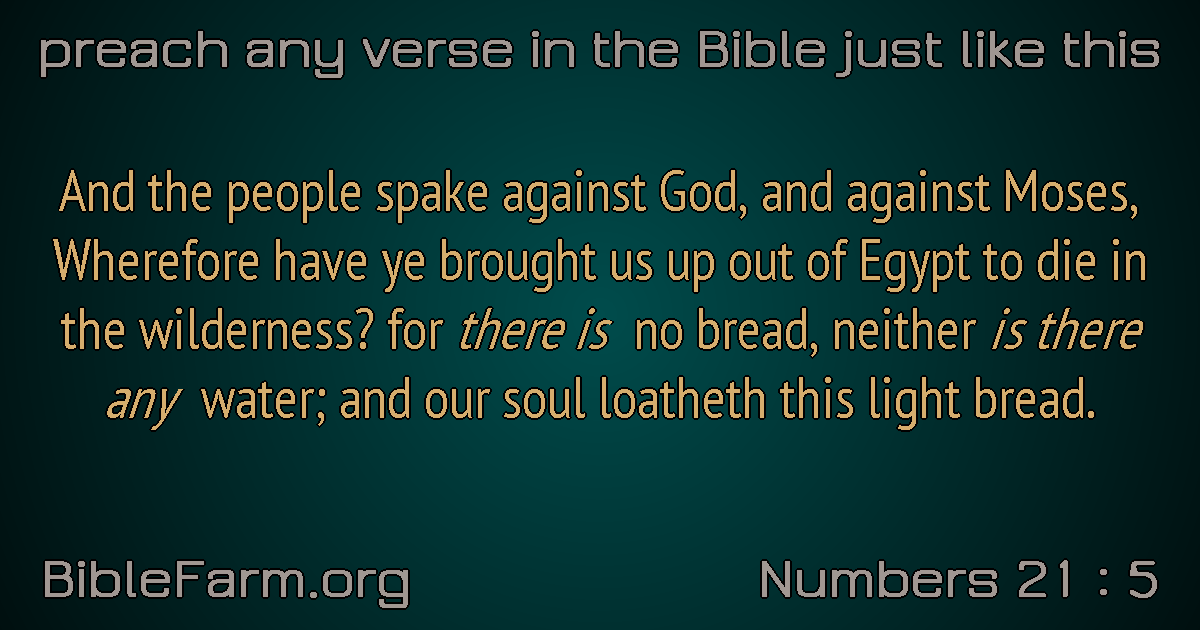 preach any verse in the Bible just like this
And the people spake against God, and against Moses,
Wherefore have ye brought us up out of Egypt to die in
the wilderness? for there is no bread, neither is there
any water; and our soul loatheth this light bread.
BibleFarm.org
Numbers 21 : 5